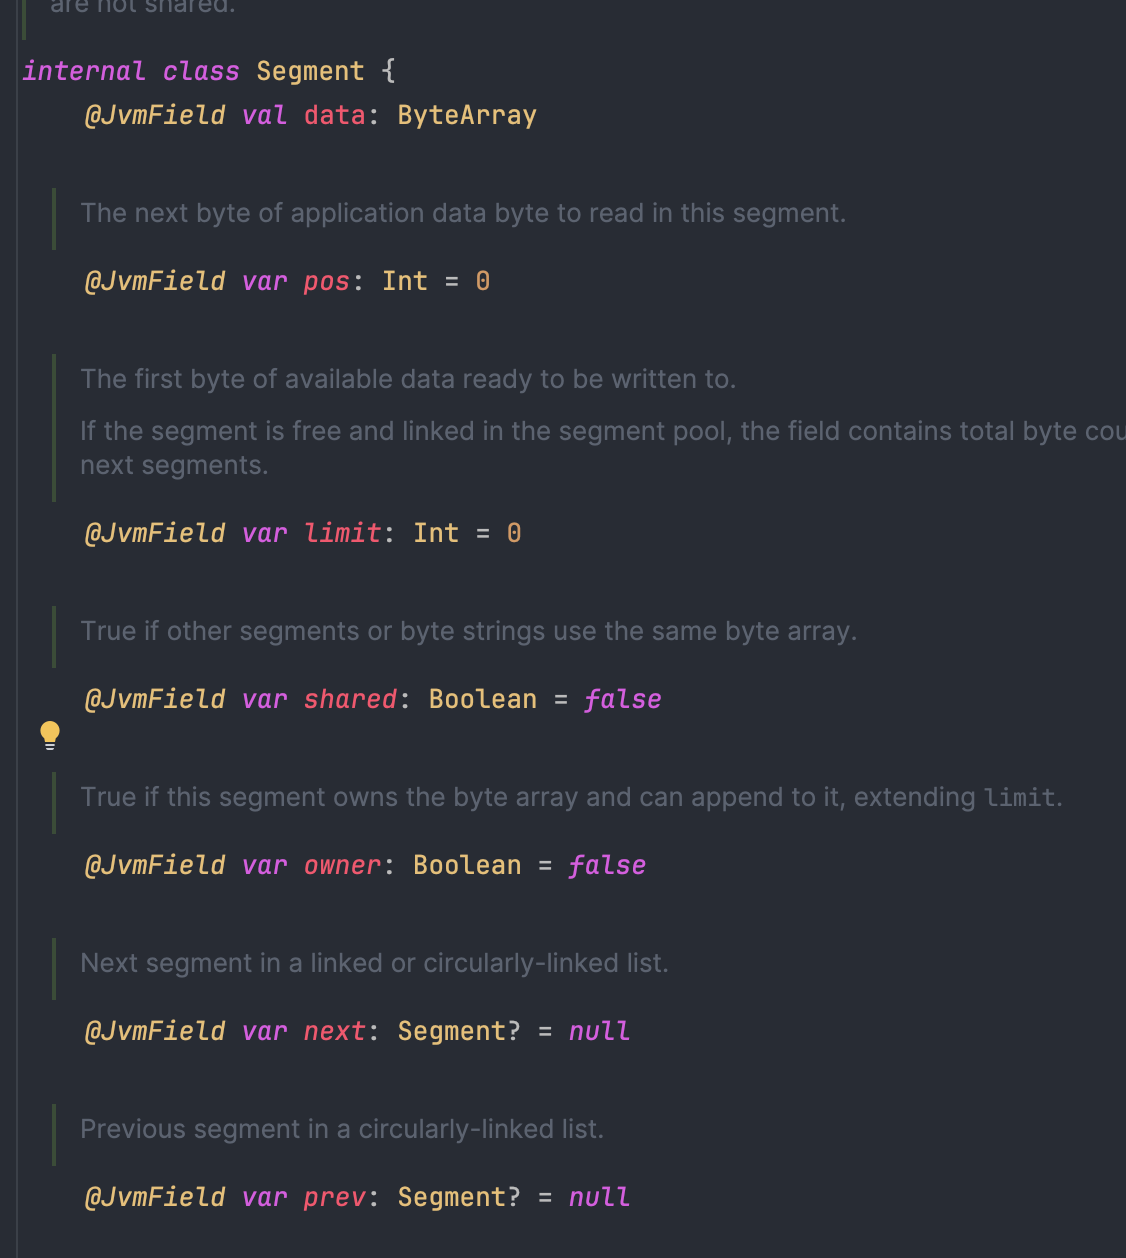 are not shared.
internal class Segment {
@JvmField val data: ByteArray
The next byte of application data byte to read in this segment.
@JvmField var pos: Int = 0
The first byte of available data ready to be written to.
If the segment is free and linked in the segment pool, the field contains total byte cou
next segments.
@JvmField var limit: Int = 0
True if other segments or byte strings use the same byte array.
@JvmField var shared: Boolean = false
True if this segment owns the byte array and can append to it, extending limit.
@JvmField var owner: Boolean = false
Next segment in a linked or circularly-linked list.
@JvmField var next: Segment? = null
Previous segment in a circularly-linked list.
@JvmField var prev: Segment? = null